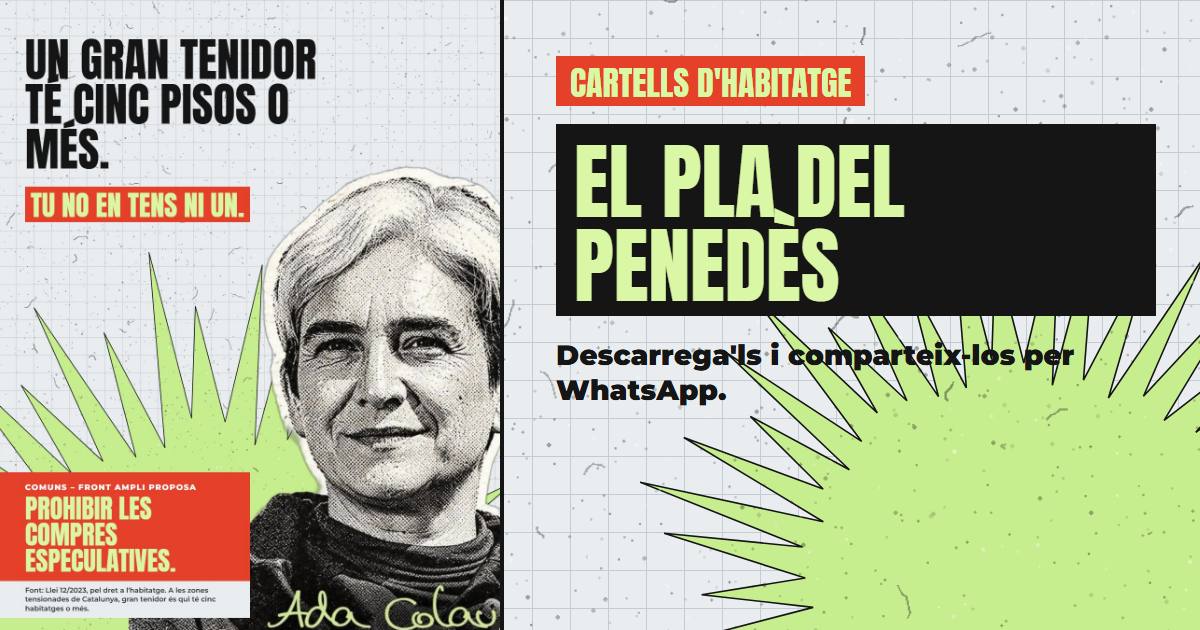 UN GRAN TENIDOR
TÉ CINC PISOS O
MÉS.
TU NO EN TENS NI UN.
COMUNS – FRONT AMPLI PROPOSA
PROHIBIR LES
COMPRES
ESPECULATIVES.
Font: Llei 12/2023, pel dret a l'habitatge. A les zones
tensionades de Catalunya, gran tenidor és qui té cinc
habitatges o més.
Ada Colau
CARTELLS D'HABITATGE
EL PLA DEL
PENEDÈS
Descarrega'ls i comparteix-los per
WhatsApp.